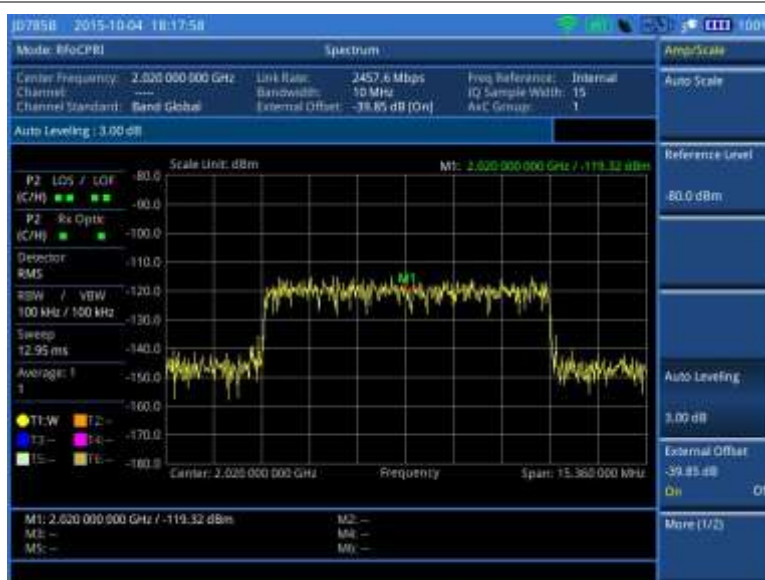 JD785B 2015-10-04 18:17:58
100%
Mode: RFoCPRI Spectrum
Center Frequency: 2.020 000 000 GHz Link Rate: 2457.6 Mbps Freq Reference: Internal
Channel: ---- Bandwidth: 10 MHz IQ Sample Width: 15
Channel Standard: Band Global External Offset: -39.85 dB [On] AxC Group: 1
Auto Leveling : 3.00 dB
Scale Unit: dBm M1: 2.020 000 000 GHz / -119.32 dBm
P2 LOS / LOF
(C/H)
P2 Rx Optic
(C/H)
Detector
RMS
RBW / VBW
100 kHz / 100 kHz
Sweep
12.95 ms
Average: 1
1
T1:W T2:--
T3:-- T4:--
T5:-- T6:--
-80.0
-90.0
-100.0
-110.0
-120.0
-130.0
-140.0
-150.0
-160.0
-170.0
-180.0
M1
Center: 2.020 000 000 GHz Frequency Span: 15.360 000 MHz
M1: 2.020 000 000 GHz / -119.32 dBm M2: --
M3: -- M4: --
M5: -- M6: --
Amp/Scale
Auto Scale
Reference Level
-80.0 dBm
Auto Leveling
3.00 dB
External Offset
-39.85 dB
On Of
More (1/2)